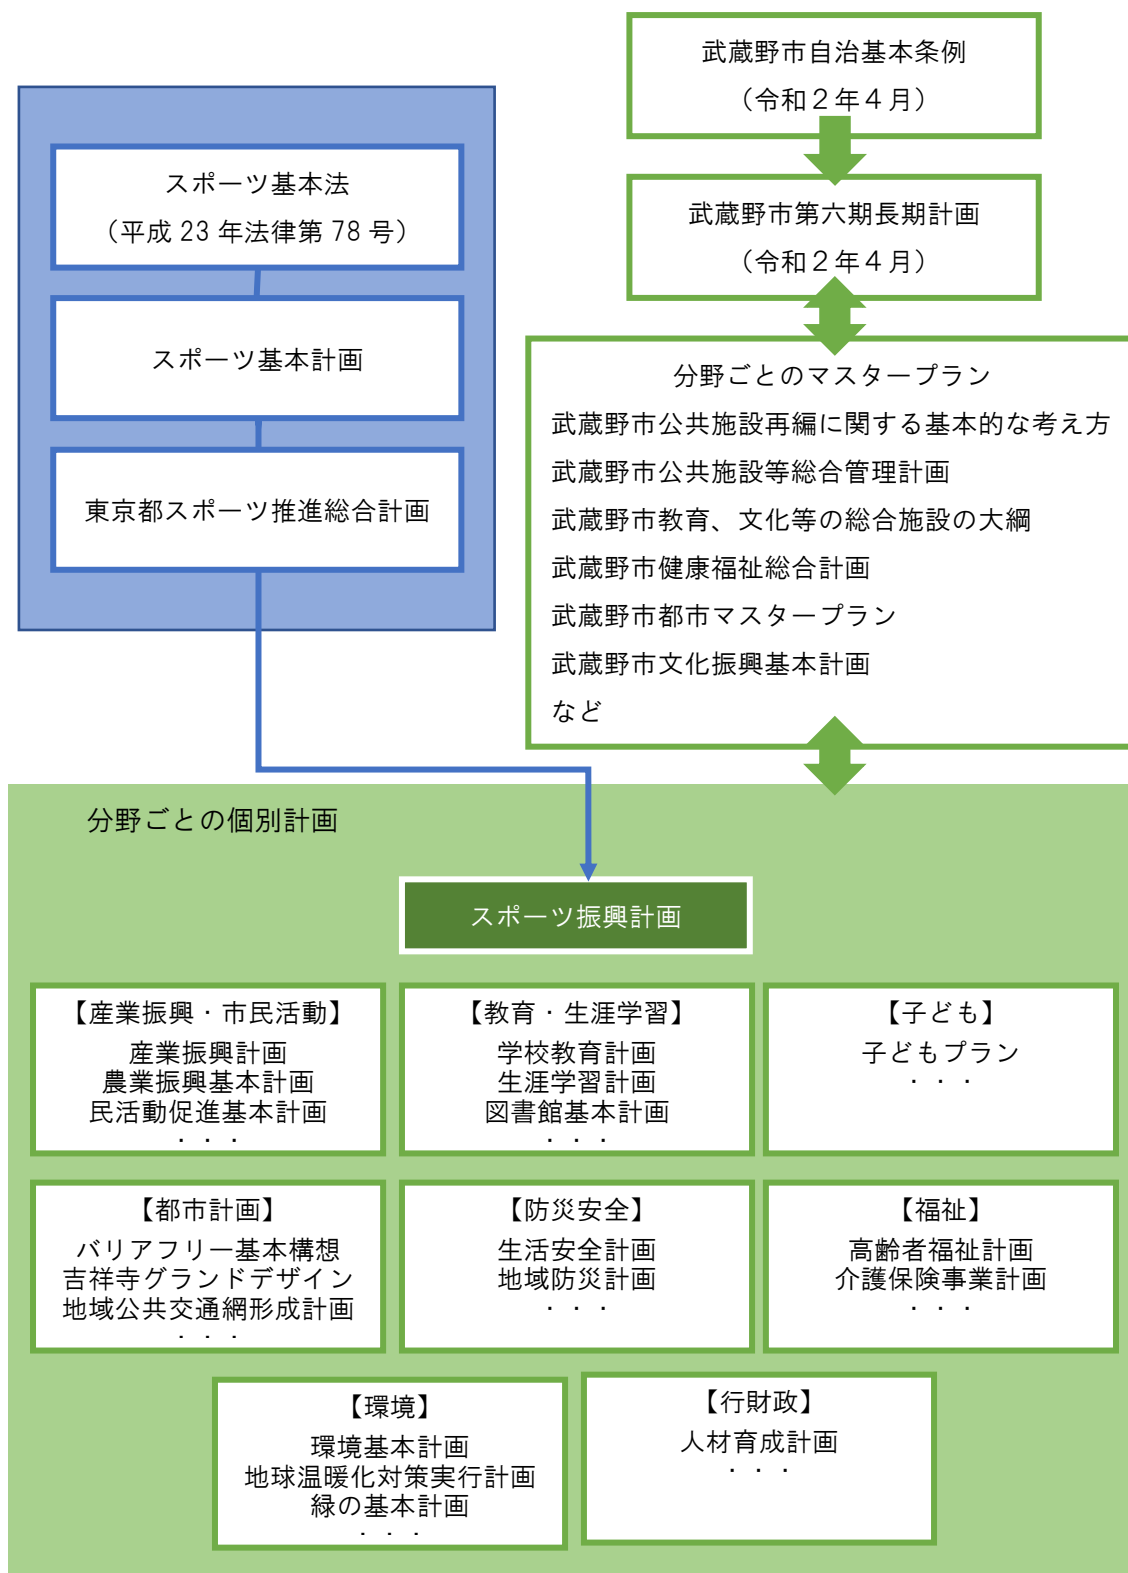 武蔵野市自治基本条例
（令和２年４月）
スポーツ基本法
（平成 23 年法律第 78 号）
スポーツ基本計画
東京都スポーツ推進総合計画
武蔵野市第六期長期計画
（令和２年４月）
分野ごとのマスタープラン
武蔵野市公共施設再編に関する基本的な考え方
武蔵野市公共施設等総合管理計画
武蔵野市教育、文化等の総合施設の大綱
武蔵野市健康福祉総合計画
武蔵野市都市マスタープラン
武蔵野市文化振興基本計画
など
分野ごとの個別計画
スポーツ振興計画
【産業振興・市民活動】
産業振興計画
農業振興基本計画
民活動促進基本計画
・・・
【教育・生涯学習】
学校教育計画
生涯学習計画
図書館基本計画
・・・
【子ども】
子どもプラン
・・・
【都市計画】
バリアフリー基本構想
吉祥寺グランドデザイン
地域公共交通網形成計画
・・・
【防災安全】
生活安全計画
地域防災計画
・・・
【福祉】
高齢者福祉計画
介護保険事業計画
・・・
【環境】
環境基本計画
地球温暖化対策実行計画
緑の基本計画
・・・
【行財政】
人材育成計画
・・・